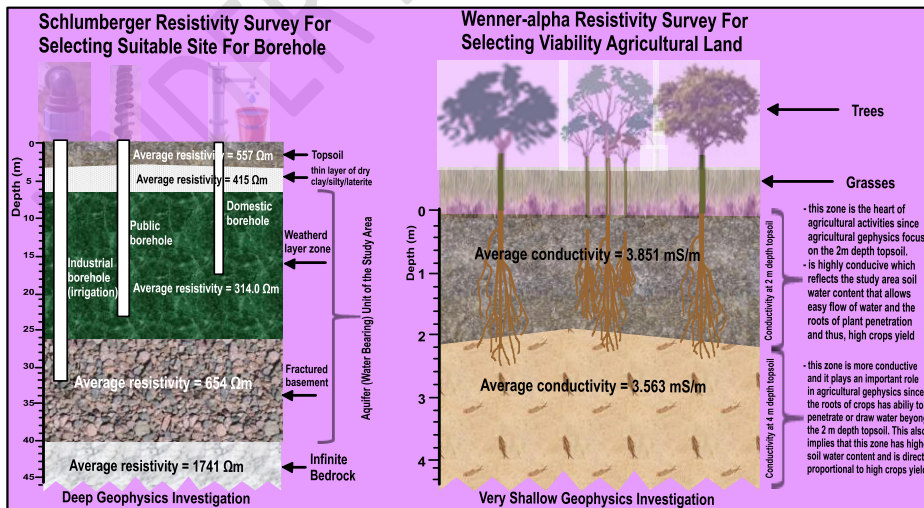 Schlumberger Resistivity Survey For
Selecting Suitable Site For Borehole
Depth (m)
0
5
10
15
20
25
30
35
40
45
Average resistivity = 557 Ωm
Average resistivity = 415 Ωm
Domestic
borehole
Public
borehole
Industrial
borehole
(irrigation)
Average resistivity = 314.0 Ωm
Average resistivity = 654 Ωm
Average resistivity = 1741 Ωm
Topsoil
thin layer of dry
clay/silty/laterite
Weatherd
layer zone
Fractured
basement
Infinite
Bedrock
Aquifer (Water Bearing) Unit of the Study Area
Deep Geophysics Investigation
Wenner-alpha Resistivity Survey For
Selecting Viability Agricultural Land
Trees
Grasses
Depth (m)
0
1
2
3
4
Average conductivity = 3.851 mS/m
Average conductivity = 3.563 mS/m
Conductivity at 2 m depth topsoil
Conductivity at 4 m depth topsoil
- this zone is the heart of
agricultural activities since
agricultural gephysics focus
on the 2m depth topsoil.
- is highly conducive which
reflects the study area soil
water content that allows
easy flow of water and the
roots of plant penetration
and thus, high crops yield
- this zone is more conductive
and it plays an important role
in agricultural gephysics since
the roots of crops has abiliy to
penetrate or draw water beyong
the 2 m depth topsoil. This also
implies that this zone has high
soil water content and is direct
proportional to high crops yiel
Very Shallow Geophysics Investigation